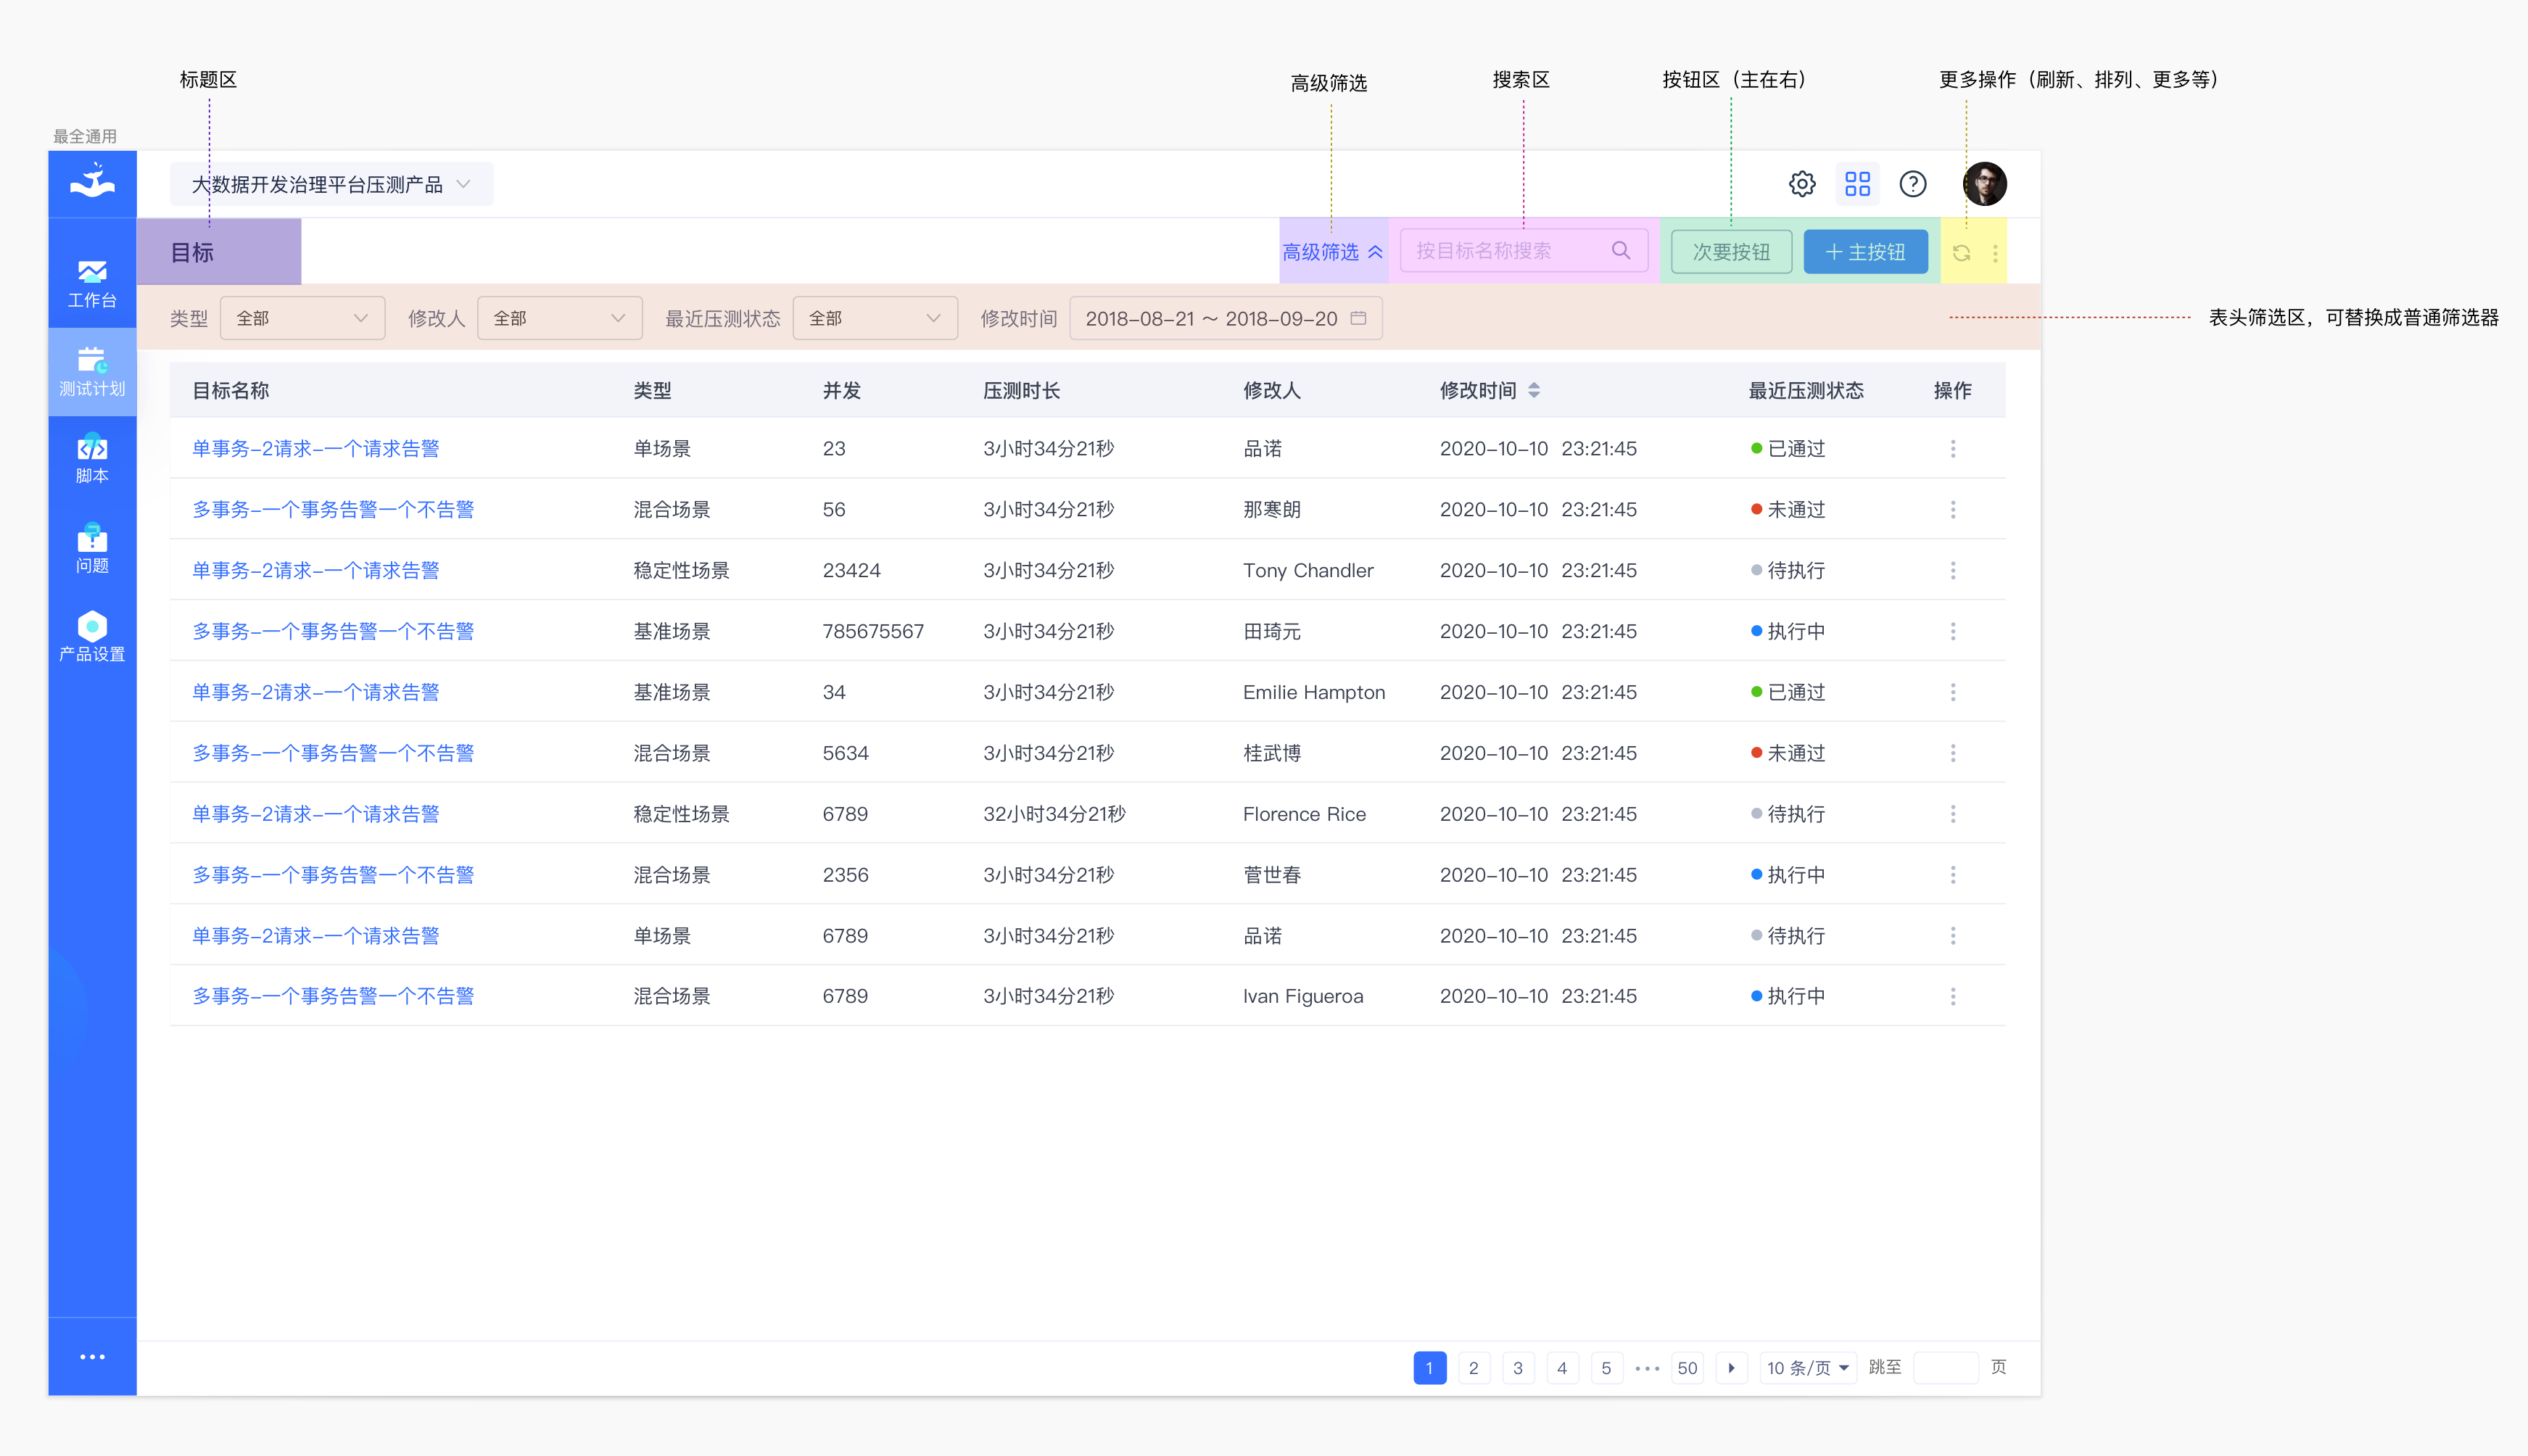 标题区
高级筛选
搜索区
按钮区（主在右）
更多操作（刷新、排列、更多等）
最全通用
大数据开发治理平台压测产品
目标
高级筛选
按目标名称搜索
次要按钮
主按钮
工作台
测试计划
脚本
问题
产品设置
类型 全部 修改人 全部 最近压测状态 全部 修改时间 2018-08-21 ～ 2018-09-20
表头筛选区，可替换成普通筛选器
目标名称 类型 并发 压测时长 修改人 修改时间 最近压测状态 操作
单事务-2请求-一个请求告警 单场景 23 3小时34分21秒 品诺 2020-10-10 23:21:45 已通过
多事务-一个事务告警一个不告警 混合场景 56 3小时34分21秒 那寒朗 2020-10-10 23:21:45 未通过
单事务-2请求-一个请求告警 稳定性场景 23424 3小时34分21秒 Tony Chandler 2020-10-10 23:21:45 待执行
多事务-一个事务告警一个不告警 基准场景 785675567 3小时34分21秒 田琦元 2020-10-10 23:21:45 执行中
单事务-2请求-一个请求告警 基准场景 34 3小时34分21秒 Emilie Hampton 2020-10-10 23:21:45 已通过
多事务-一个事务告警一个不告警 混合场景 5634 3小时34分21秒 桂武博 2020-10-10 23:21:45 未通过
单事务-2请求-一个请求告警 稳定性场景 6789 32小时34分21秒 Florence Rice 2020-10-10 23:21:45 待执行
多事务-一个事务告警一个不告警 混合场景 2356 3小时34分21秒 菅世春 2020-10-10 23:21:45 执行中
单事务-2请求-一个请求告警 单场景 6789 3小时34分21秒 品诺 2020-10-10 23:21:45 待执行
多事务-一个事务告警一个不告警 混合场景 6789 3小时34分21秒 Ivan Figueroa 2020-10-10 23:21:45 执行中
1 2 3 4 5 ••• 50 10 条/页 跳至 页